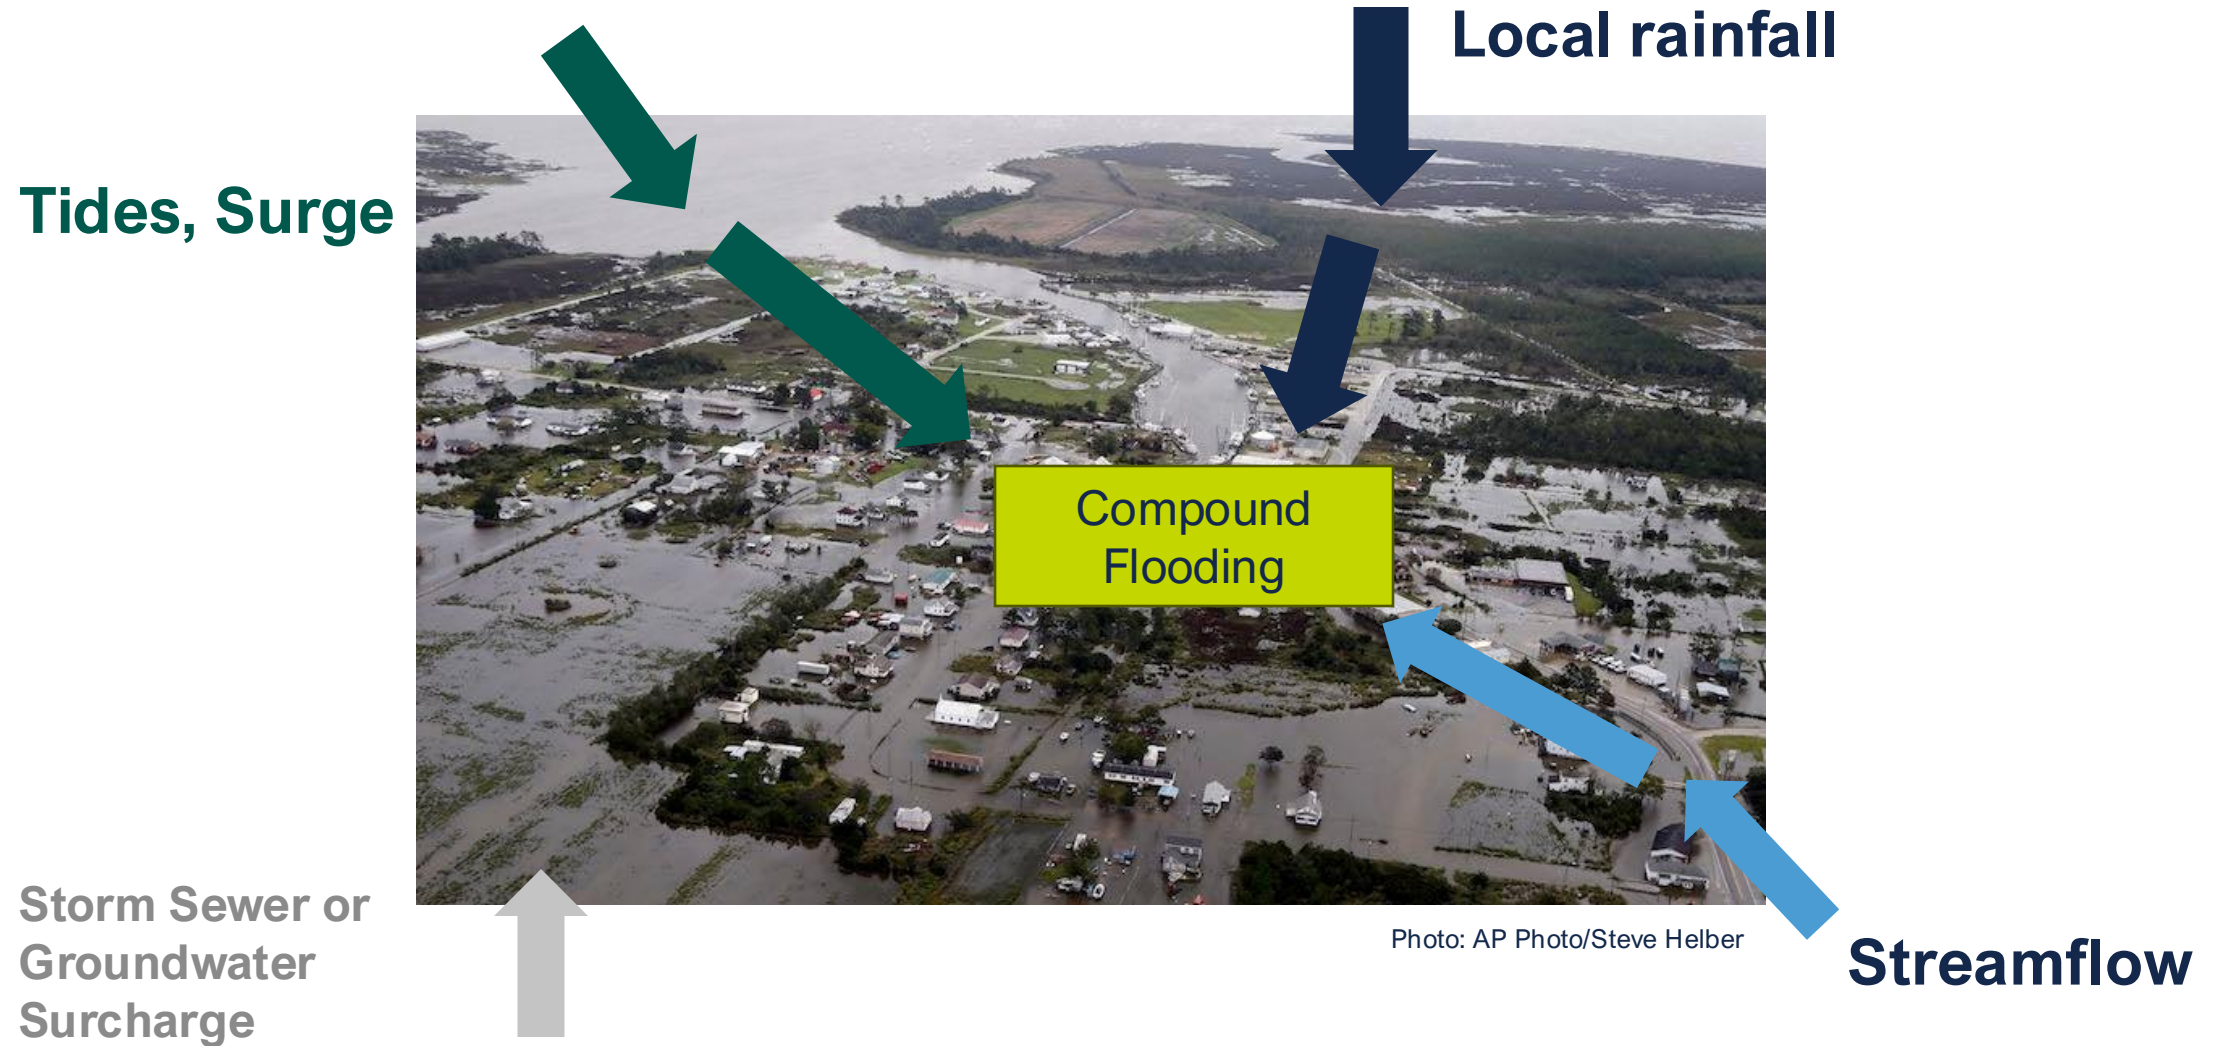 Local rainfall
Tides, Surge
Compound
Flooding
Storm Sewer or
Groundwater
Surcharge
Photo: AP Photo/Steve Helber
Streamflow